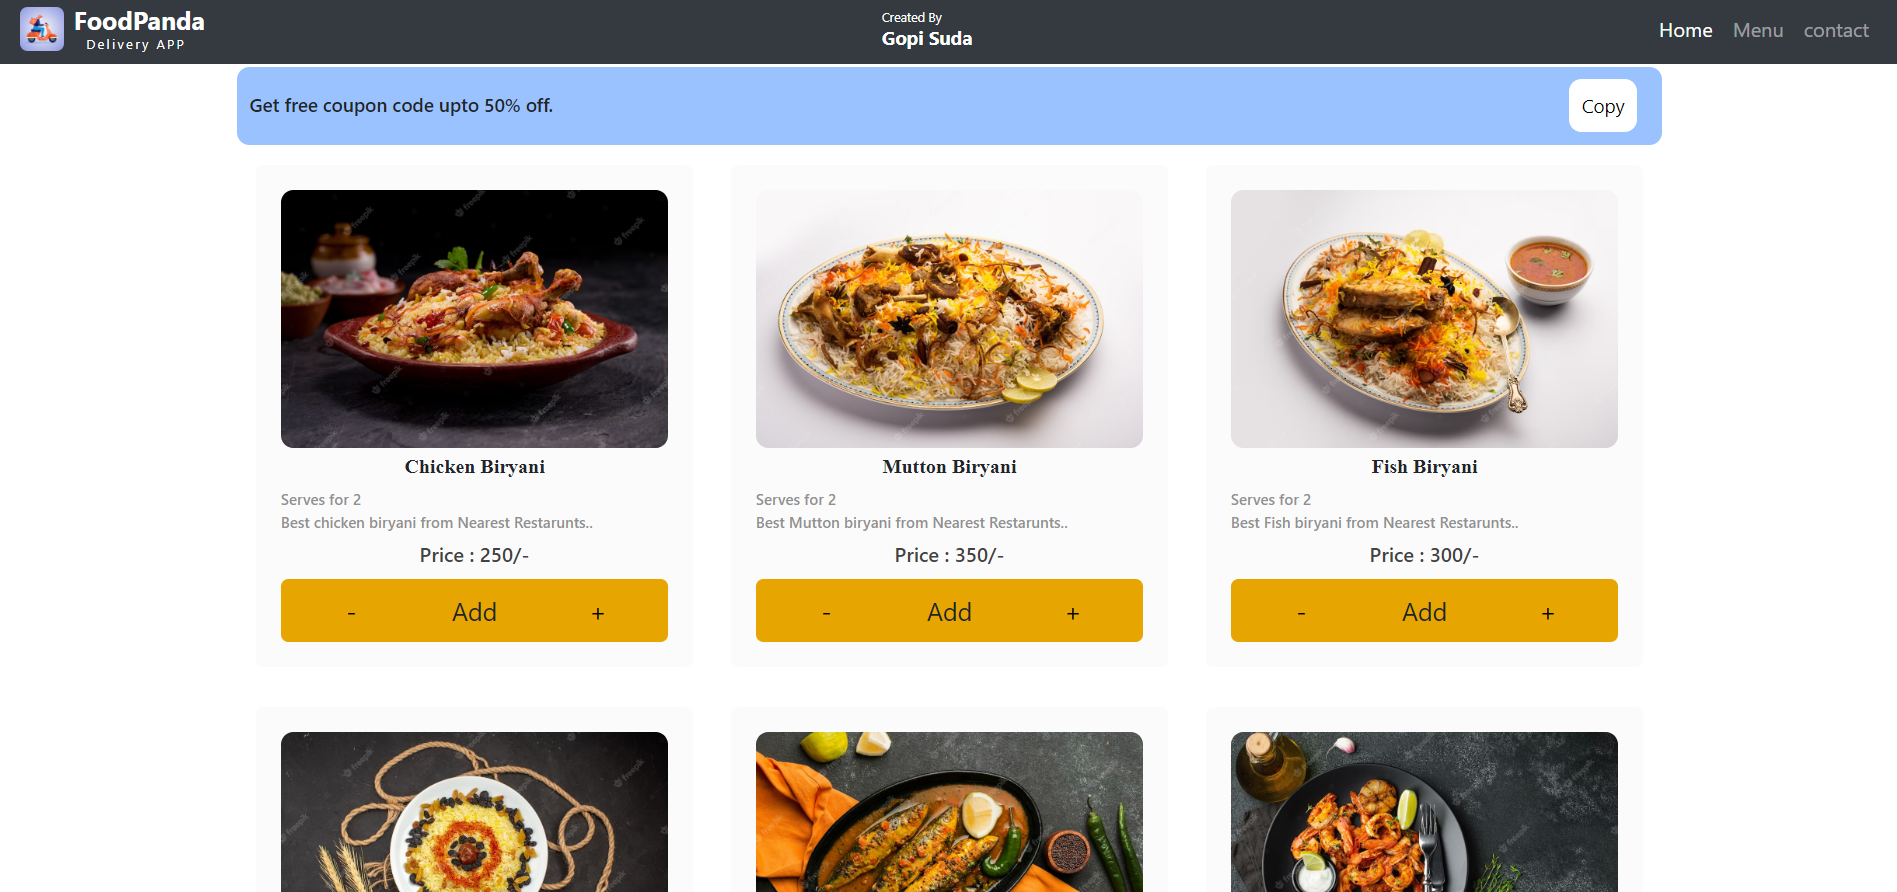 FoodPanda
Delivery APP
Created By
Gopi Suda
Home Menu contact
Get free coupon code upto 50% off.
Copy
Chicken Biryani
Serves for 2
Best chicken biryani from Nearest Restarunts..
Price : 250/-
- Add +
Mutton Biryani
Serves for 2
Best Mutton biryani from Nearest Restarunts..
Price : 350/-
- Add +
Fish Biryani
Serves for 2
Best Fish biryani from Nearest Restarunts..
Price : 300/-
- Add +